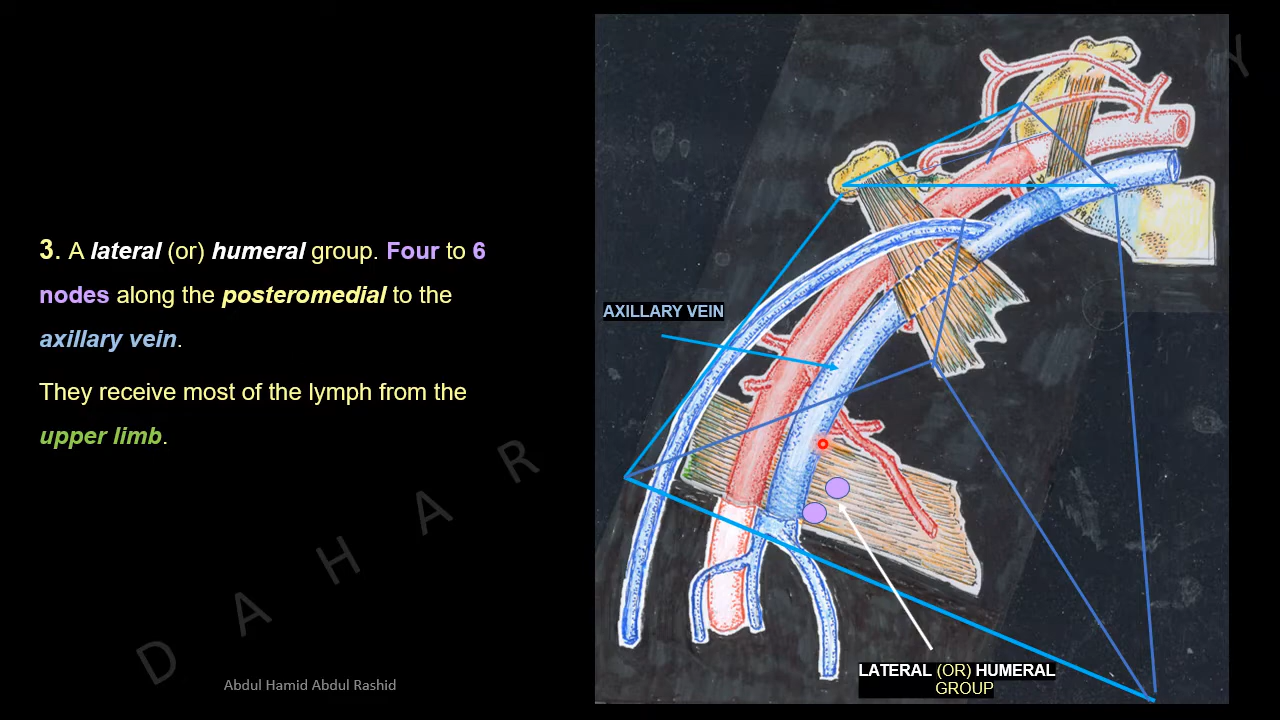 3. A lateral (or) humeral group. Four to 6
nodes along the posteromedial to the
axillary vein.
They receive most of the lymph from the
upper limb.
AXILLARY VEIN
LATERAL (OR) HUMERAL
GROUP
D A H A R
Y
Abdul Hamid Abdul Rashid